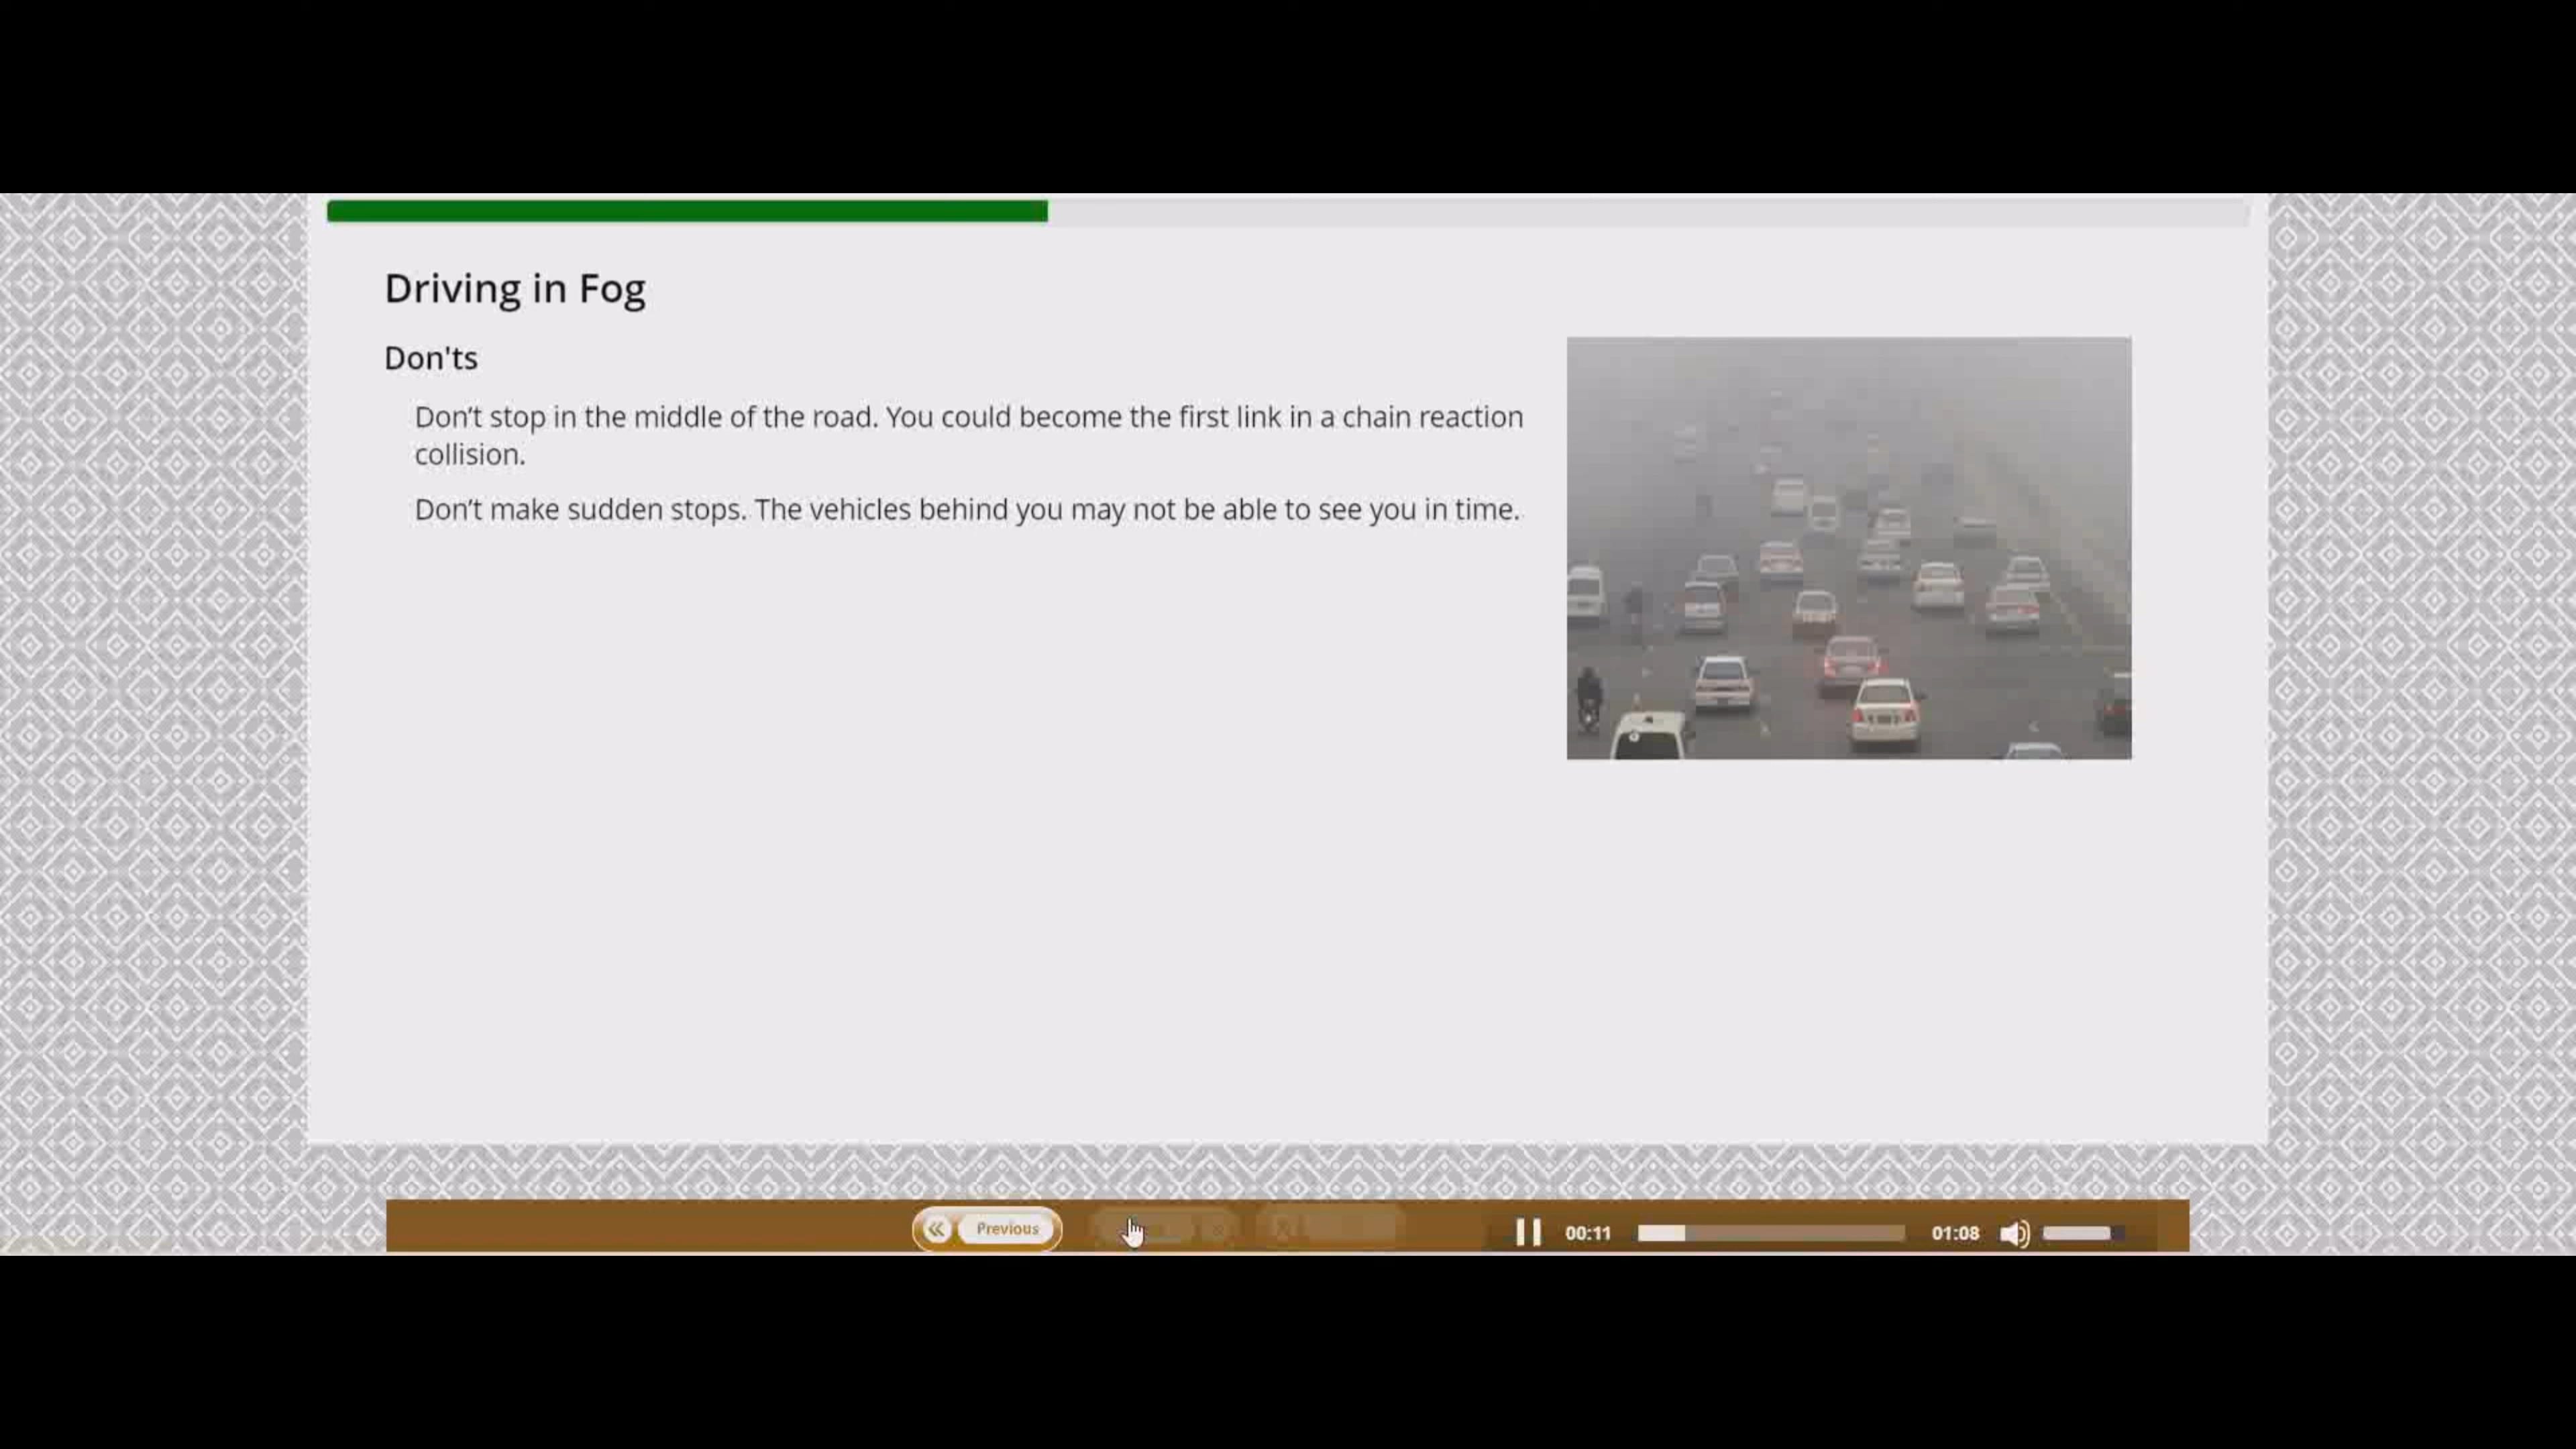 Driving in Fog
Don'ts
Don’t stop in the middle of the road. You could become the first link in a chain reaction
collision.
Don’t make sudden stops. The vehicles behind you may not be able to see you in time.
Previous
00:11
01:08